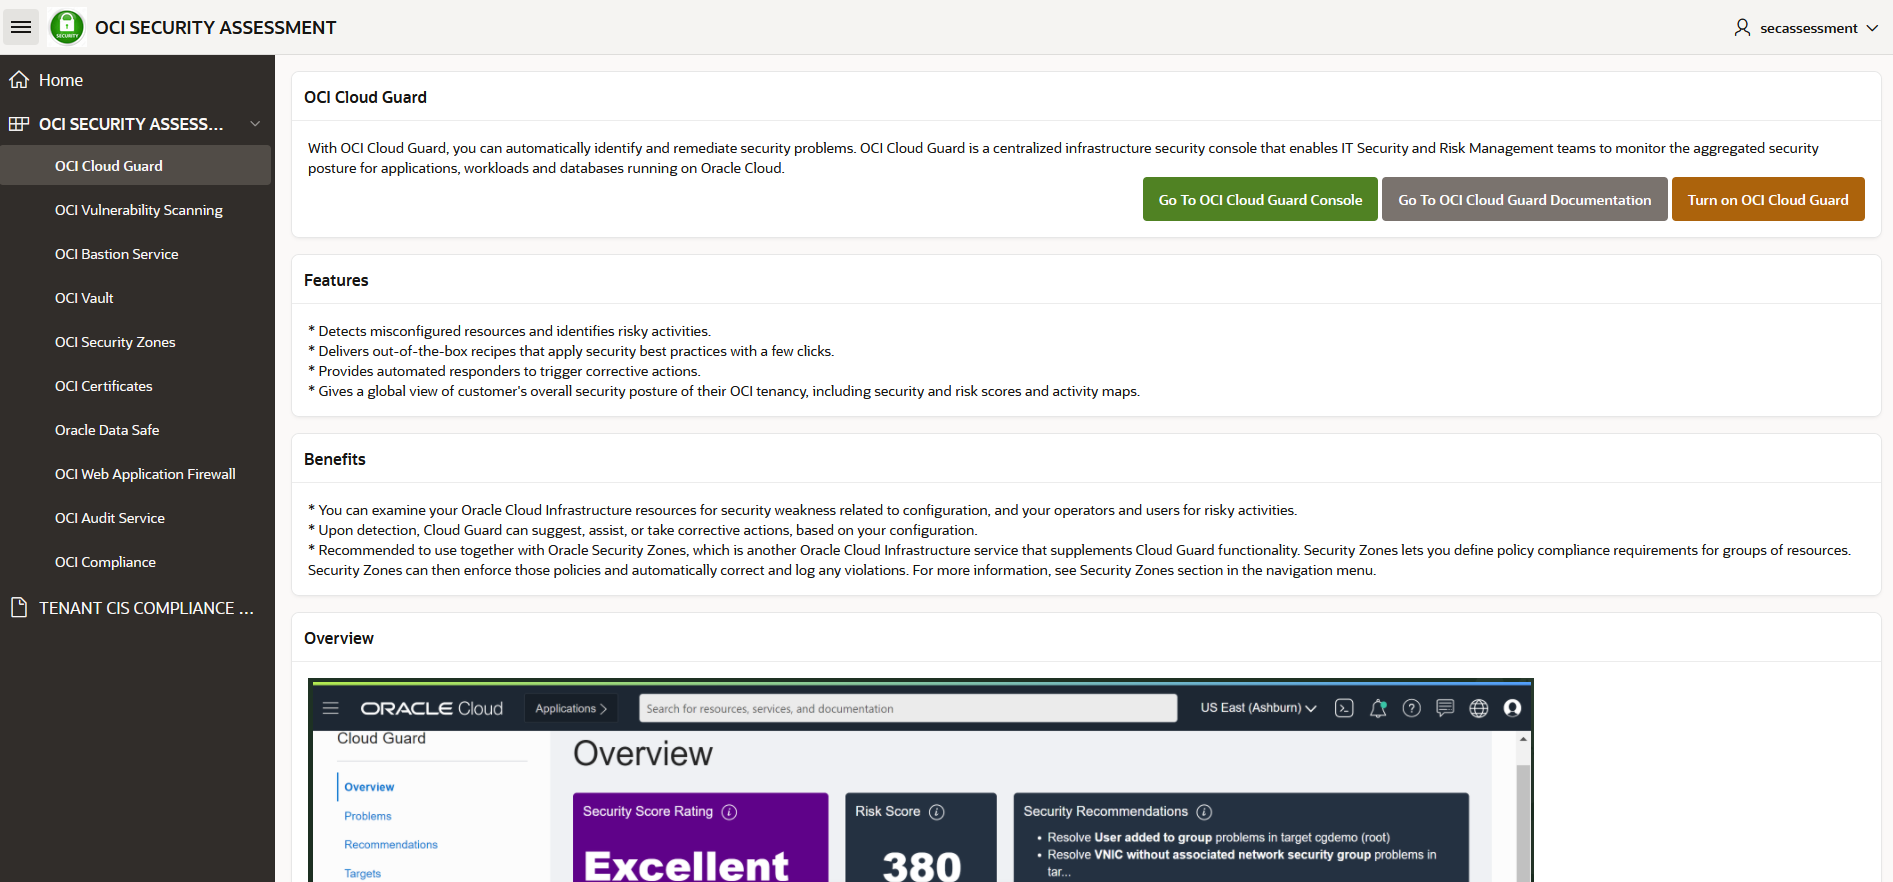 SECURITY
OCI SECURITY ASSESSMENT
secassessment
Home
OCI SECURITY ASSESS...
OCI Cloud Guard
OCI Vulnerability Scanning
OCI Bastion Service
OCI Vault
OCI Security Zones
OCI Certificates
Oracle Data Safe
OCI Web Application Firewall
OCI Audit Service
OCI Compliance
TENANT CIS COMPLIANCE ...
OCI Cloud Guard
With OCI Cloud Guard, you can automatically identify and remediate security problems. OCI Cloud Guard is a centralized infrastructure security console that enables IT Security and Risk Management teams to monitor the aggregated security
posture for applications, workloads and databases running on Oracle Cloud.
Go To OCI Cloud Guard Console
Go To OCI Cloud Guard Documentation
Turn on OCI Cloud Guard
Features
* Detects misconfigured resources and identifies risky activities.
* Delivers out-of-the-box recipes that apply security best practices with a few clicks.
* Provides automated responders to trigger corrective actions.
* Gives a global view of customer's overall security posture of their OCI tenancy, including security and risk scores and activity maps.
Benefits
* You can examine your Oracle Cloud Infrastructure resources for security weakness related to configuration, and your operators and users for risky activities.
* Upon detection, Cloud Guard can suggest, assist, or take corrective actions, based on your configuration.
* Recommended to use together with Oracle Security Zones, which is another Oracle Cloud Infrastructure service that supplements Cloud Guard functionality. Security Zones lets you define policy compliance requirements for groups of resources.
Security Zones can then enforce those policies and automatically correct and log any violations. For more information, see Security Zones section in the navigation menu.
Overview
ORACLE Cloud
Applications >
Search for resources, services, and documentation
US East (Ashburn)
Cloud Guard
Overview
Problems
Recommendations
Targets
Overview
Security Score Rating
Excellent
Risk Score
380
Security Recommendations
• Resolve User added to group problems in target cgdemo (root)
• Resolve VNIC without associated network security group problems in
tar...